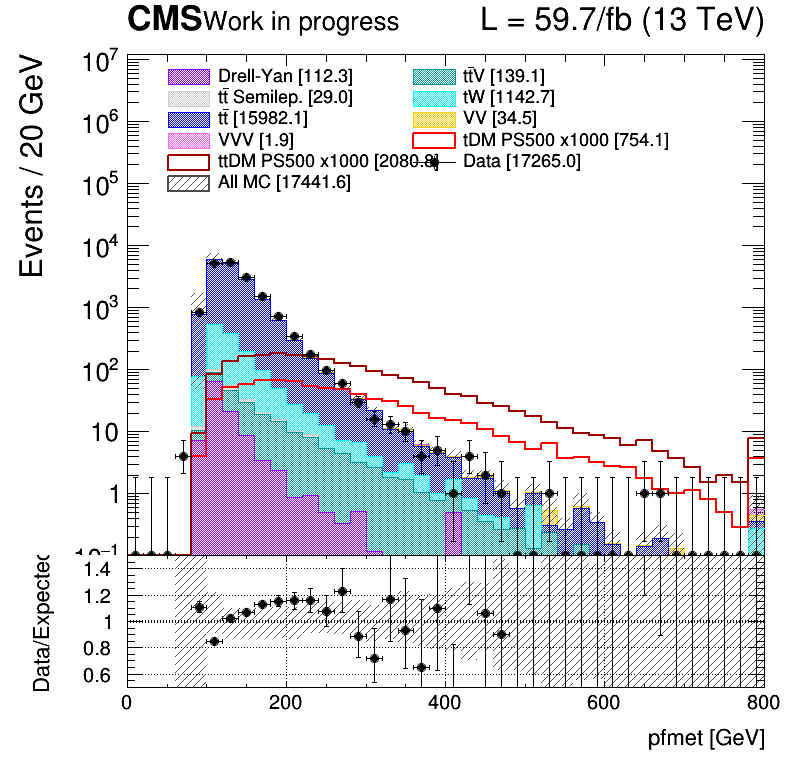 CMS Work in progress L = 59.7/fb (13 TeV)
Events / 20 GeV
Drell-Yan [112.3] tt̄V [139.1]
tt̄ Semilep. [29.0] tW [1142.7]
tt̄ [15982.1] VV [34.5]
VVV [1.9] tDM PS500 x1000 [754.1]
ttDM PS500 x1000 [2080.8] Data [17265.0]
All MC [17441.6]
10⁷
10⁶
10⁵
10⁴
10³
10²
10
1
10⁻¹
Data/Expected
1.4
1.2
1
0.8
0.6
0 200 400 600 800
pfmet [GeV]